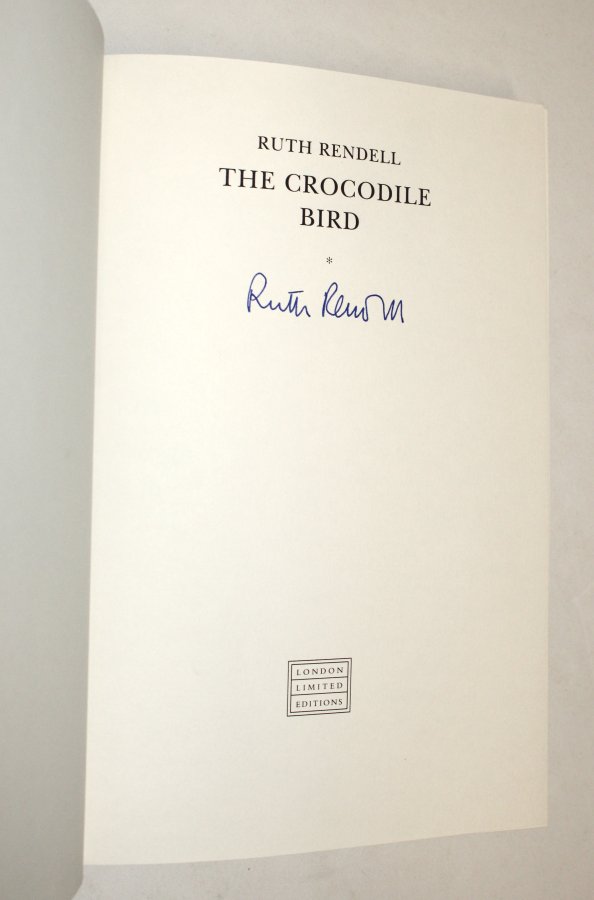 RUTH RENDELL
THE CROCODILE
BIRD
*
Ruth Rendell
LONDON
LIMITED
EDITIONS